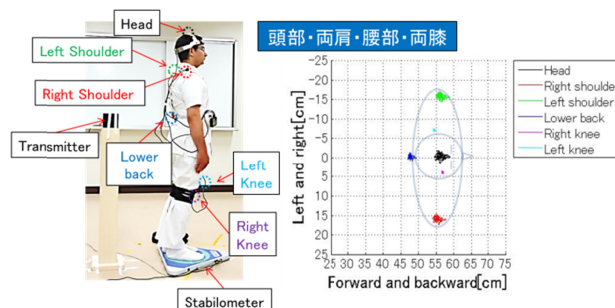 Head
Left Shoulder
Right Shoulder
Transmitter
Lower
back
Left
Knee
Right
Knee
Stabilometer
頭部・両肩・腰部・両膝
Left and right[cm]
-25
-20
-15
-10
-5
0
5
10
15
20
25
25 30 35 40 45 50 55 60 65 70 75
Forward and backward[cm]
Head
Right shoulde
Left shoulder
Lower back
Right knee
Left knee